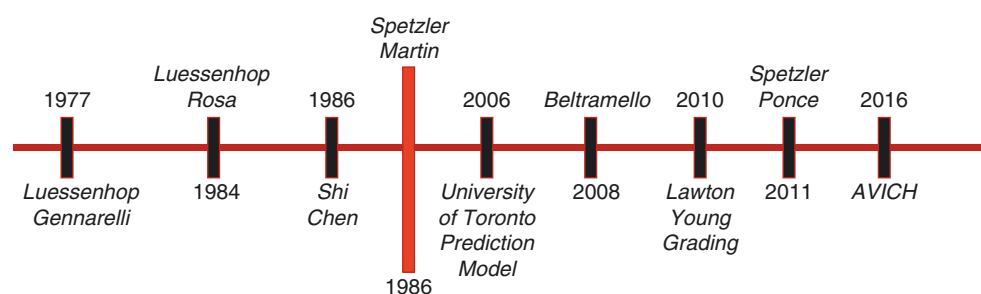 1977
Luessenhop
Gennarelli
Luessenhop
Rosa
1984
1986
Shi
Chen
Spetzler
Martin
1986
2006
University
of Toronto
Prediction
Model
Beltramello
2008
2010
Lawton
Young
Grading
Spetzler
Ponce
2011
2016
AVICH